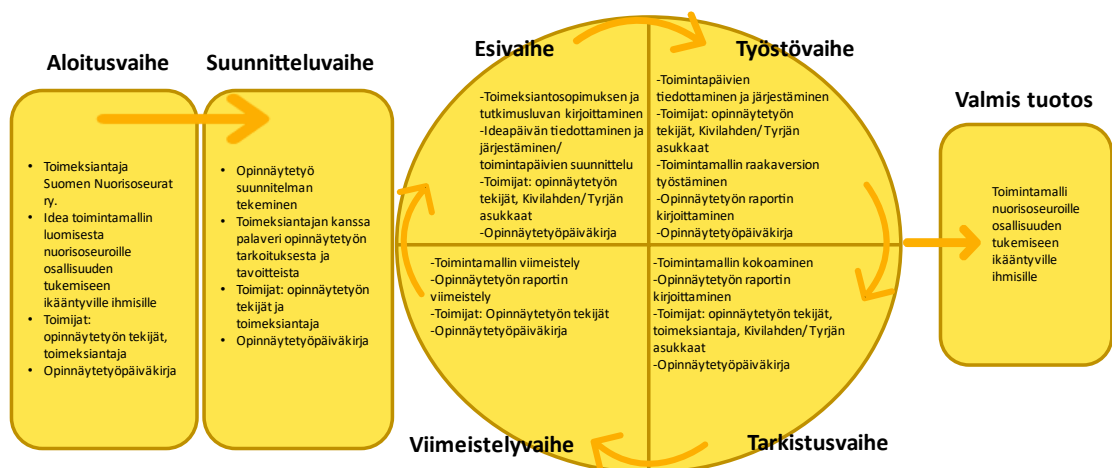 Aloitusvaihe
• Toimeksiantaja
Suomen Nuorisoseurat
ry.
• Idea toimintamallin
luomisesta
nuorisoseuroille
osallisuuden
tukemiseen
ikääntyville ihmisille
• Toimijat:
opinnäytetyön tekijät,
toimeksiantaja
• Opinnäytetyöpäiväkirja
Suunnitteluvaihe
• Opinnäytetyö
suunnitelman
tekeminen
• Toimeksiantajan kanssa
palaveri opinnäytetyön
tarkoituksesta ja
tavoitteista
• Toimijat: opinnäytetyön
tekijät ja
toimeksiantaja
• Opinnäytetyöpäiväkirja
Esivaihe
-Toimeksiantosopimuksen ja
tutkimusluvan kirjoittaminen
-Ideapäivän tiedottaminen ja
järjestäminen/
toimintapäivien suunnittelu
-Toimijat: opinnäytetyön
tekijät, Kivilahden/Tyrjän
asukkaat
-Opinnäytetyöpäiväkirja
Työstövaihe
-Toimintapäivien
tiedottaminen ja järjestäminen
-Toimijat: opinnäytetyön
tekijät, Kivilahden/Tyrjän
asukkaat
-Toimintamallin raakaversion
työstäminen
-Opinnäytetyön raportin
kirjoittaminen
-Opinnäytetyöpäiväkirja
-Toimintamallin kokoaminen
-Opinnäytetyön raportin
kirjoittaminen
-Toimijat: opinnäytetyön tekijät,
toimeksiantaja, Kivilahden/Tyrjän
asukkaat
-Opinnäytetyöpäiväkirja
Tarkistusvaihe
-Toimintamallin viimeistely
-Opinnäytetyön raportin
viimeistely
-Toimijat: Opinnäytetyön tekijät
-Opinnäytetyöpäiväkirja
Viimeistelyvaihe
Valmis tuotos
Toimintamalli
nuorisoseuroille
osallisuuden
tukemiseen
ikääntyville
ihmisille